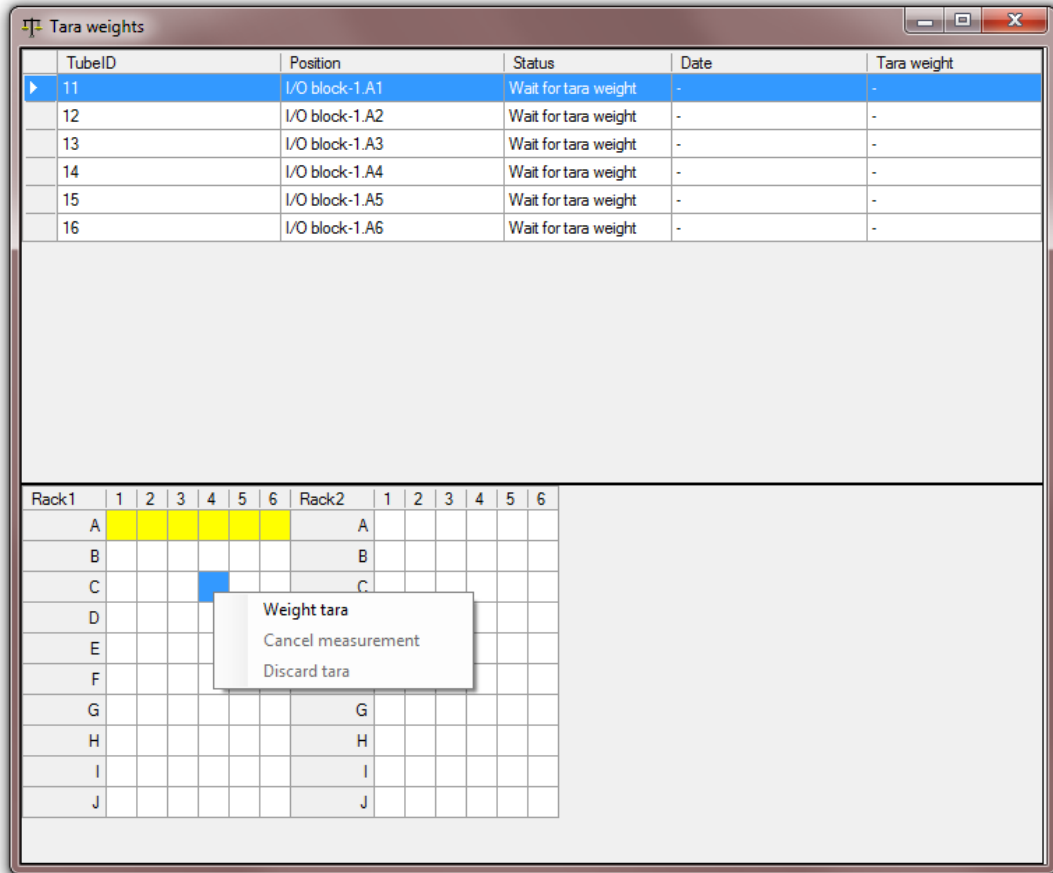 Tara weights
TubeID Position Status Date Tara weight
11 I/O block-1.A1 Wait for tara weight - -
12 I/O block-1.A2 Wait for tara weight - -
13 I/O block-1.A3 Wait for tara weight - -
14 I/O block-1.A4 Wait for tara weight - -
15 I/O block-1.A5 Wait for tara weight - -
16 I/O block-1.A6 Wait for tara weight - -
Rack1 1 2 3 4 5 6 Rack2 1 2 3 4 5 6
A A
B B
C C
D
Weight tara
E
Cancel measurement
F
Discard tara
G G
H H
I I
J J